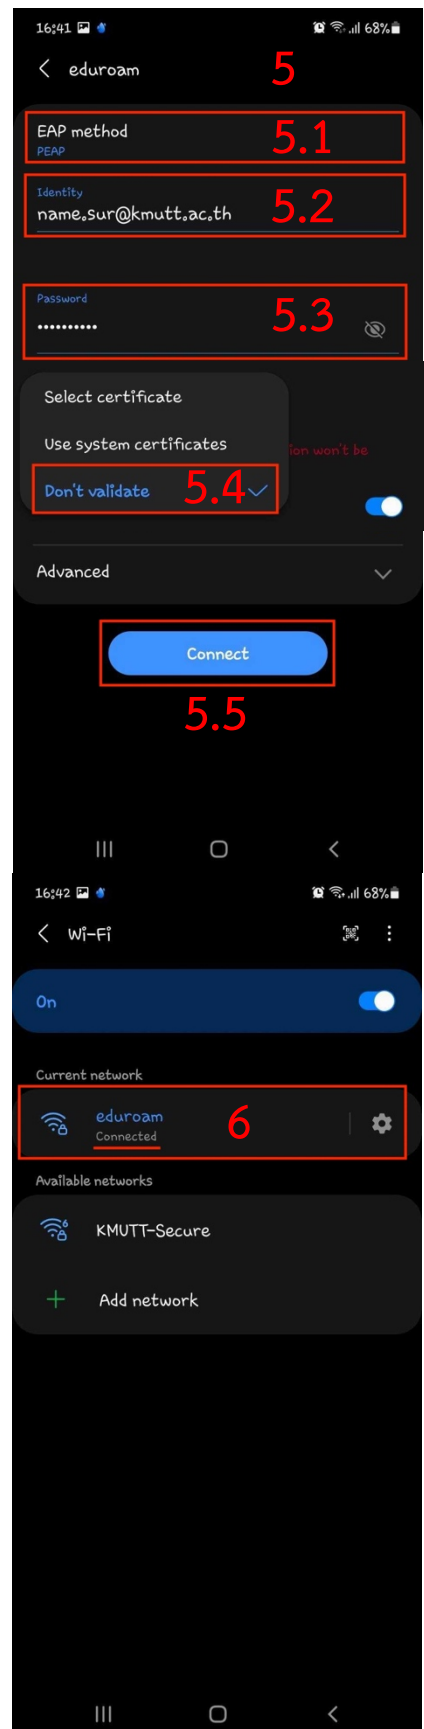 16:41 68%
eduroam 5
EAP method
PEAP
5.1
Identity
name.sur@kmutt.ac.th
5.2
Password
••••••••••
5.3
Select certificate
Use system certificates
ion won't be
Don't validate 5.4
Advanced
Connect
5.5
16:42 68%
Wi-Fi
On
Current network
eduroam
Connected
6
Available networks
6
KMUTT-Secure
Add network